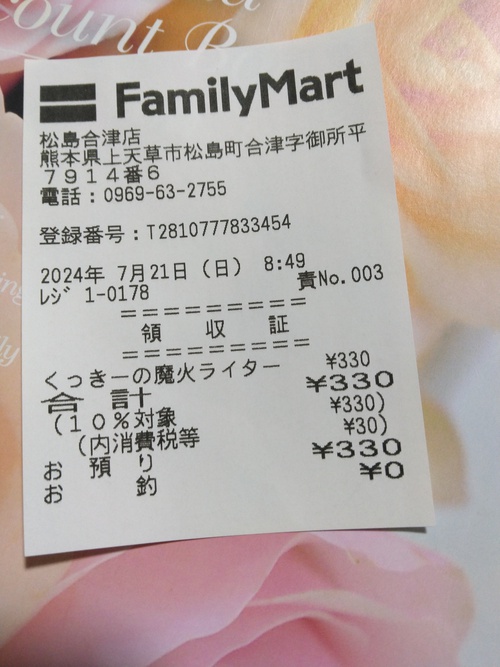 ount B
FamilyMart
松島合津店
熊本県上天草市松島町合津字御所平
7914番6
電話:0969-63-2755
登録番号:T2810777833454
2024年 7月21日(日) 8:49
レジ 1-0178 責No.003
=========
領 収 証
=========
くっきーの魔火ライター ¥330
合 計 ¥330
(10%対象 ¥330)
(内消費税等 ¥30)
お 預 り ¥330
お 釣 ¥0